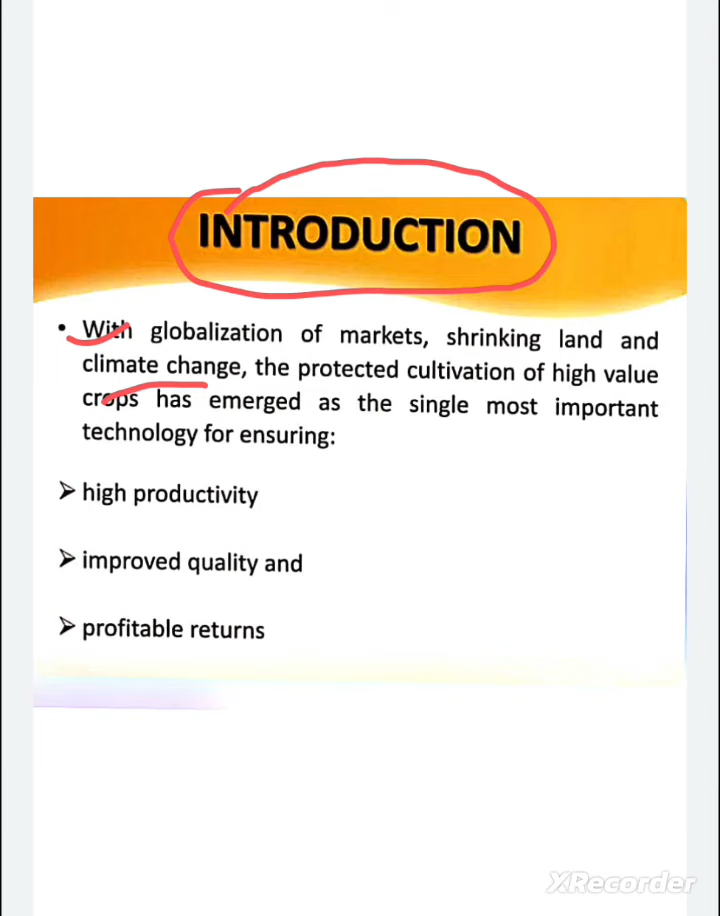 INTRODUCTION
• With globalization of markets, shrinking land and
climate change, the protected cultivation of high value
crops has emerged as the single most important
technology for ensuring:
➢ high productivity
➢ improved quality and
➢ profitable returns
XRecorder